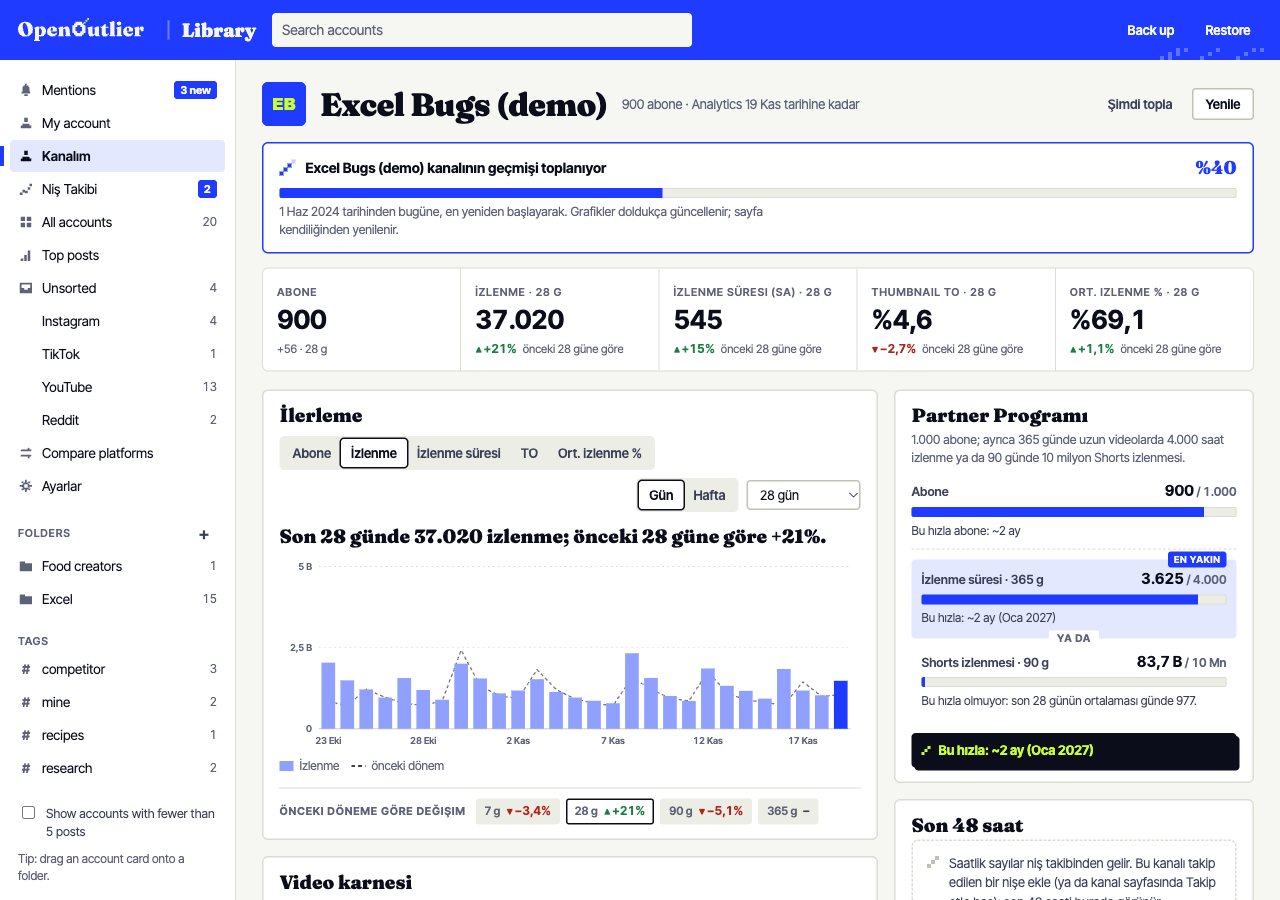 OpenOutlier
Library
Search accounts
Back up
Restore
Mentions
3 new
My account
Kanalım
Niş Takibi
2
All accounts
20
Top posts
Unsorted
4
Instagram
4
TikTok
1
YouTube
13
Reddit
2
Compare platforms
Ayarlar
FOLDERS
+
Food creators
1
Excel
15
TAGS
# competitor
3
# mine
2
# recipes
1
# research
2
Show accounts with fewer than
5 posts
Tip: drag an account card onto a
folder.
EB
Excel Bugs (demo)
900 abone · Analytics 19 Kas tarihine kadar
Şimdi topla
Yenile
Excel Bugs (demo) kanalının geçmişi toplanıyor
%40
1 Haz 2024 tarihinden bugüne, en yeniden başlayarak. Grafikler doldukça güncellenir; sayfa
kendiliğinden yenilenir.
ABONE
900
+56 · 28 g
İZLENME · 28 G
37.020
▲+21% önceki 28 güne göre
İZLENME SÜRESİ (SA) · 28 G
545
▲+15% önceki 28 güne göre
THUMBNAIL TO · 28 G
%4,6
▼−2,7% önceki 28 güne göre
ORT. IZLENME % · 28 G
%69,1
▲+1,1% önceki 28 güne göre
İlerleme
Abone
İzlenme
İzlenme süresi
TO
Ort. izlenme %
Gün
Hafta
28 gün
Son 28 günde 37.020 izlenme; önceki 28 güne göre +21%.
5 B
2,5 B
0
23 Eki
28 Eki
2 Kas
7 Kas
12 Kas
17 Kas
İzlenme
önceki dönem
ÖNCEKİ DÖNEME GÖRE DEĞIŞIM
7 g ▼−3,4%
28 g ▲+21%
90 g ▼−5,1%
365 g –
Video karnesi
Partner Programı
1.000 abone; ayrıca 365 günde uzun videolarda 4.000 saat
izlenme ya da 90 günde 10 milyon Shorts izlenmesi.
Abone
900 / 1.000
Bu hızla abone: ~2 ay
EN YAKIN
İzlenme süresi · 365 g
3.625 / 4.000
Bu hızla: ~2 ay (Oca 2027)
YA DA
Shorts izlenmesi · 90 g
83,7 B / 10 Mn
Bu hızla olmuyor: son 28 günün ortalaması günde 977.
Bu hızla: ~2 ay (Oca 2027)
Son 48 saat
Saatlik sayılar niş takibinden gelir. Bu kanalı takip
edilen bir nişe ekle (ya da kanal sayfasında Takip